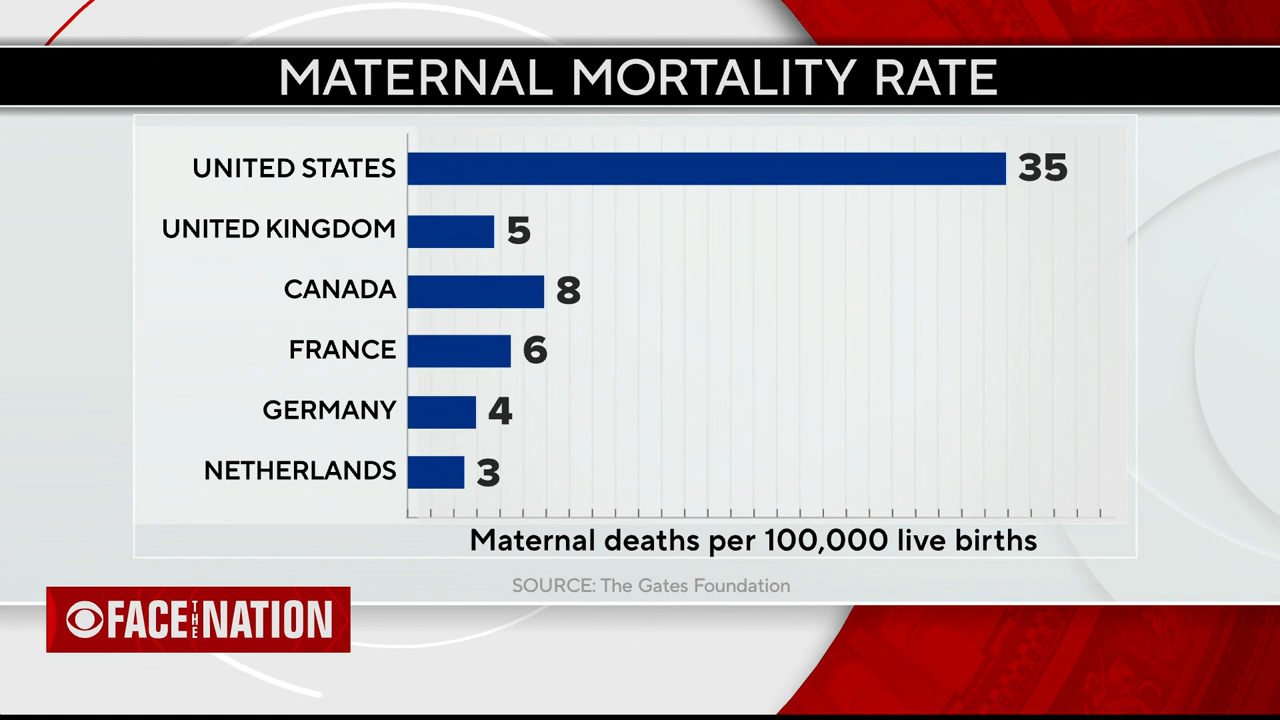 MATERNAL MORTALITY RATE
UNITED STATES 35
UNITED KINGDOM 5
CANADA 8
FRANCE 6
GERMANY 4
NETHERLANDS 3
Maternal deaths per 100,000 live births
SOURCE: The Gates Foundation
FACE THE NATION